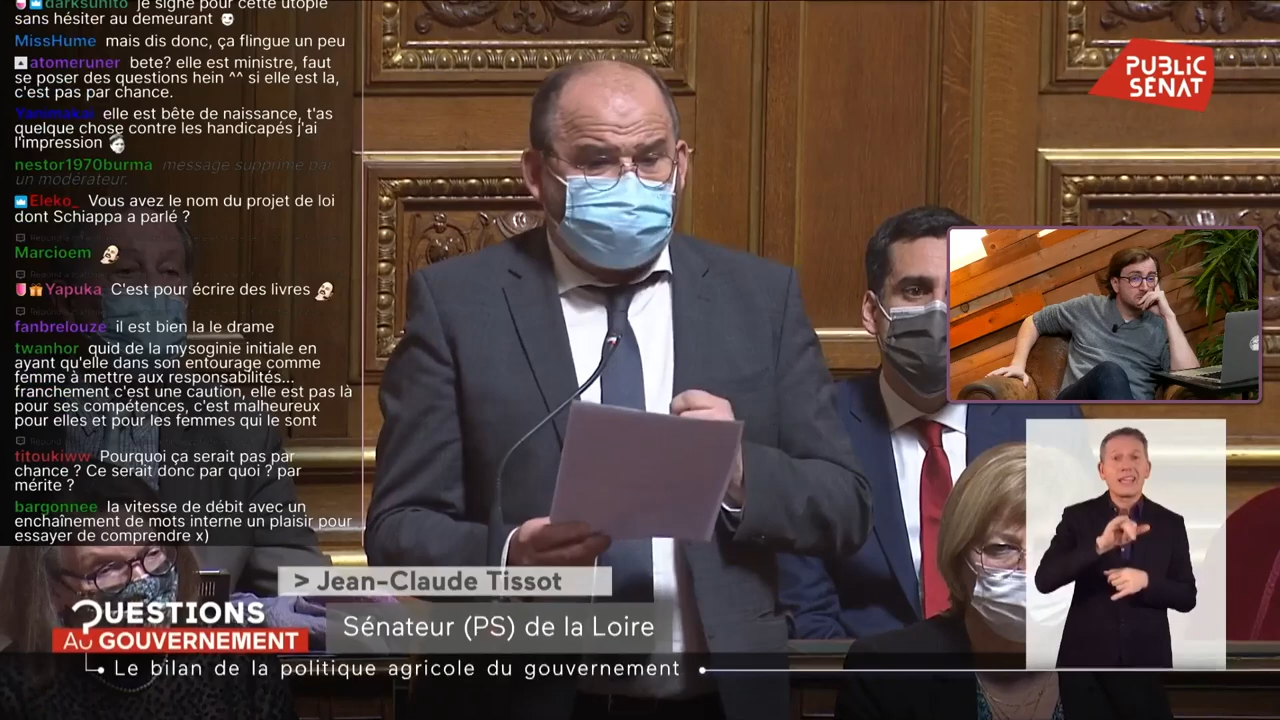 darksunito je signe pour cette utopie
sans hésiter au demeurant
MissHume mais dis donc, ça flingue un peu
atomeruner bete? elle est ministre, faut
se poser des questions hein ^^ si elle est la,
c'est pas par chance.
elle est bête de naissance, t'as
quelque chose contre les handicapés j'ai
l'impression
nestor1970burma message supprimé par
un modérateur.
Eleko_ Vous avez le nom du projet de loi
dont Schiappa a parlé ?
Marcioem
Yapuka C'est pour écrire des livres
fanbrelouze il est bien la le drame
twanhor quid de la mysoginie initiale en
ayant qu'elle dans son entourage comme
femme à mettre aux responsabilités...
franchement c'est une caution, elle est pas là
pour ses compétences, c'est malheureux
pour elles et pour les femmes qui le sont
titoukiww Pourquoi ça serait pas par
chance ? Ce serait donc par quoi ? par
mérite ?
bargonnee la vitesse de débit avec un
enchaînement de mots interne un plaisir pour
essayer de comprendre x)
PUBLIC
SÉNAT
> Jean-Claude Tissot
Sénateur (PS) de la Loire
QUESTIONS
AU GOUVERNEMENT
Le bilan de la politique agricole du gouvernement